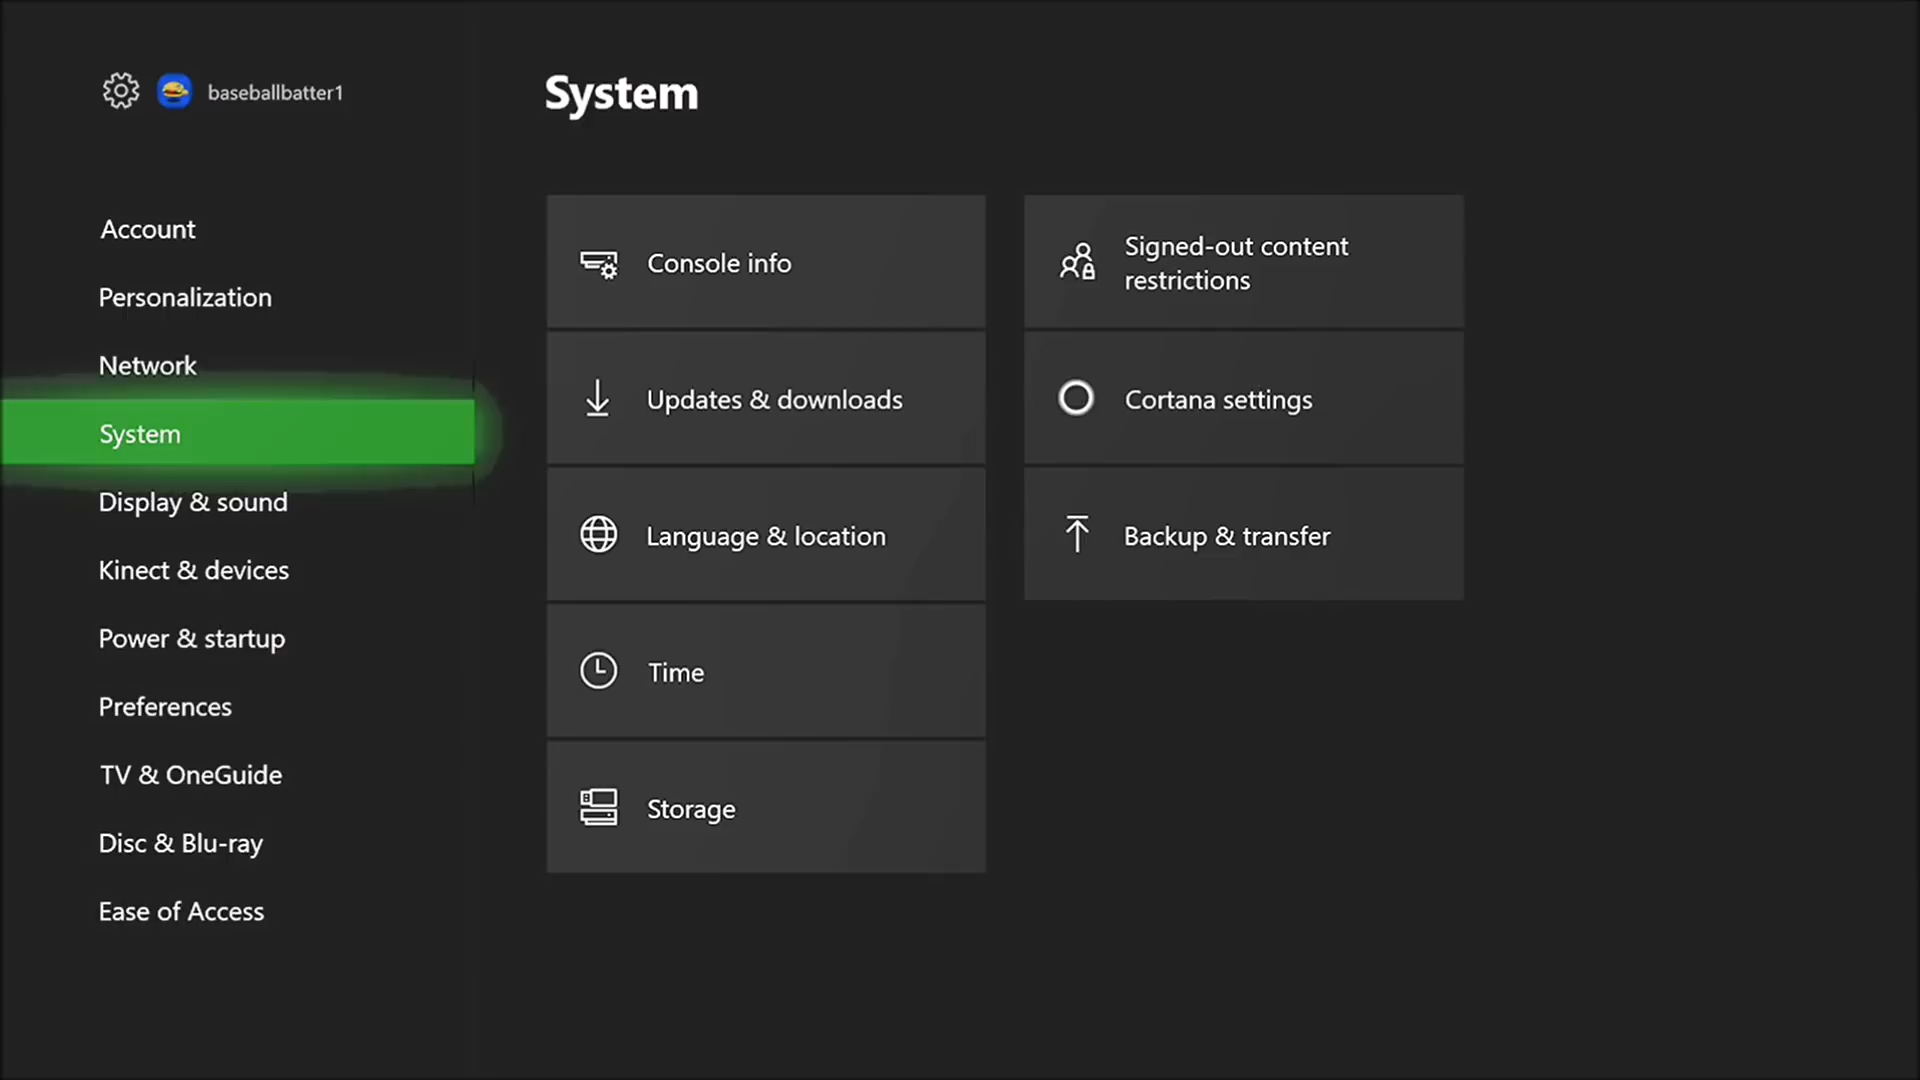 baseballbatter1
System
Account
Personalization
Network
System
Display & sound
Kinect & devices
Power & startup
Preferences
TV & OneGuide
Disc & Blu-ray
Ease of Access
Console info
Updates & downloads
Language & location
Time
Storage
Signed-out content
restrictions
Cortana settings
Backup & transfer